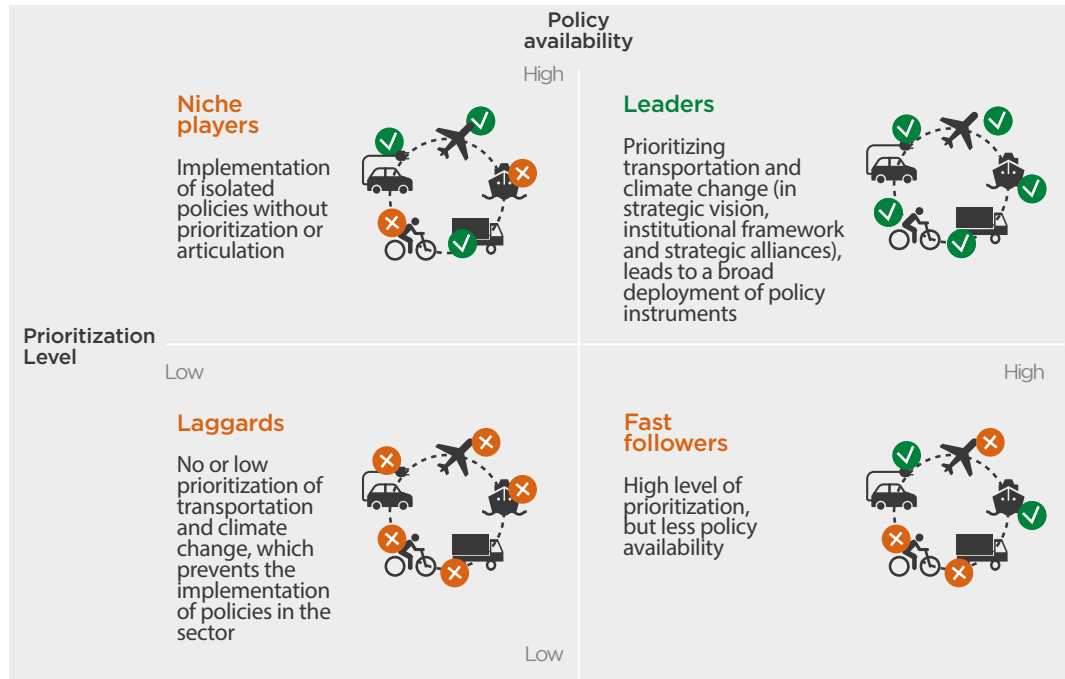 Policy
availability
High
Niche
players
Implementation
of isolated
policies without
prioritization or
articulation
Leaders
Prioritizing
transportation and
climate change (in
strategic vision,
institutional framework
and strategic alliances),
leads to a broad
deployment of policy
instruments
Prioritization
Level
Low
High
Laggards
No or low
prioritization of
transportation
and climate
change, which
prevents the
implementation
of policies in the
sector
Fast
followers
High level of
prioritization,
but less policy
availability
Low